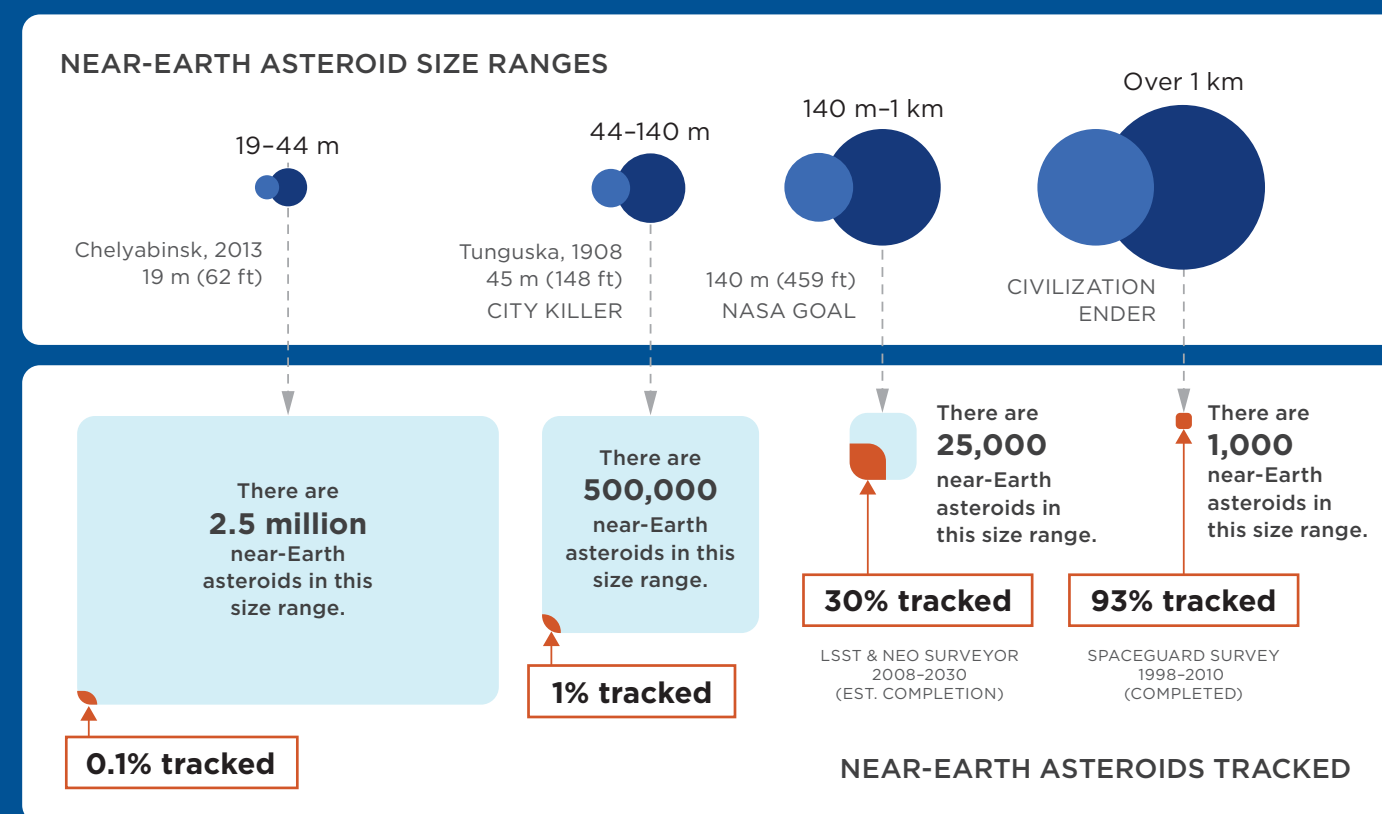 NEAR-EARTH ASTEROID SIZE RANGES
19–44 m
Chelyabinsk, 2013
19 m (62 ft)
44–140 m
Tunguska, 1908
45 m (148 ft)
CITY KILLER
140 m–1 km
140 m (459 ft)
NASA GOAL
Over 1 km
CIVILIZATION
ENDER
There are
2.5 million
near-Earth
asteroids in this
size range.
0.1% tracked
There are
500,000
near-Earth
asteroids in this
size range.
1% tracked
There are
25,000
near-Earth
asteroids in
this size range.
30% tracked
LSST & NEO SURVEYOR
2008–2030
(EST. COMPLETION)
There are
1,000
near-Earth
asteroids in
this size range.
93% tracked
SPACEGUARD SURVEY
1998–2010
(COMPLETED)
NEAR-EARTH ASTEROIDS TRACKED